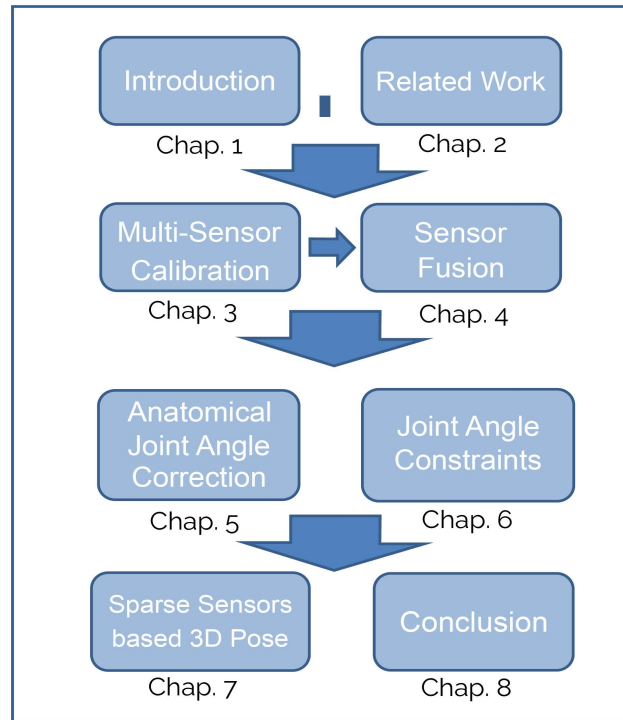 Introduction
Related Work
Chap. 1
Chap. 2
Multi-Sensor
Calibration
Sensor
Fusion
Chap. 3
Chap. 4
Anatomical
Joint Angle
Correction
Joint Angle
Constraints
Chap. 5
Chap. 6
Sparse Sensors
based 3D Pose
Conclusion
Chap. 7
Chap. 8